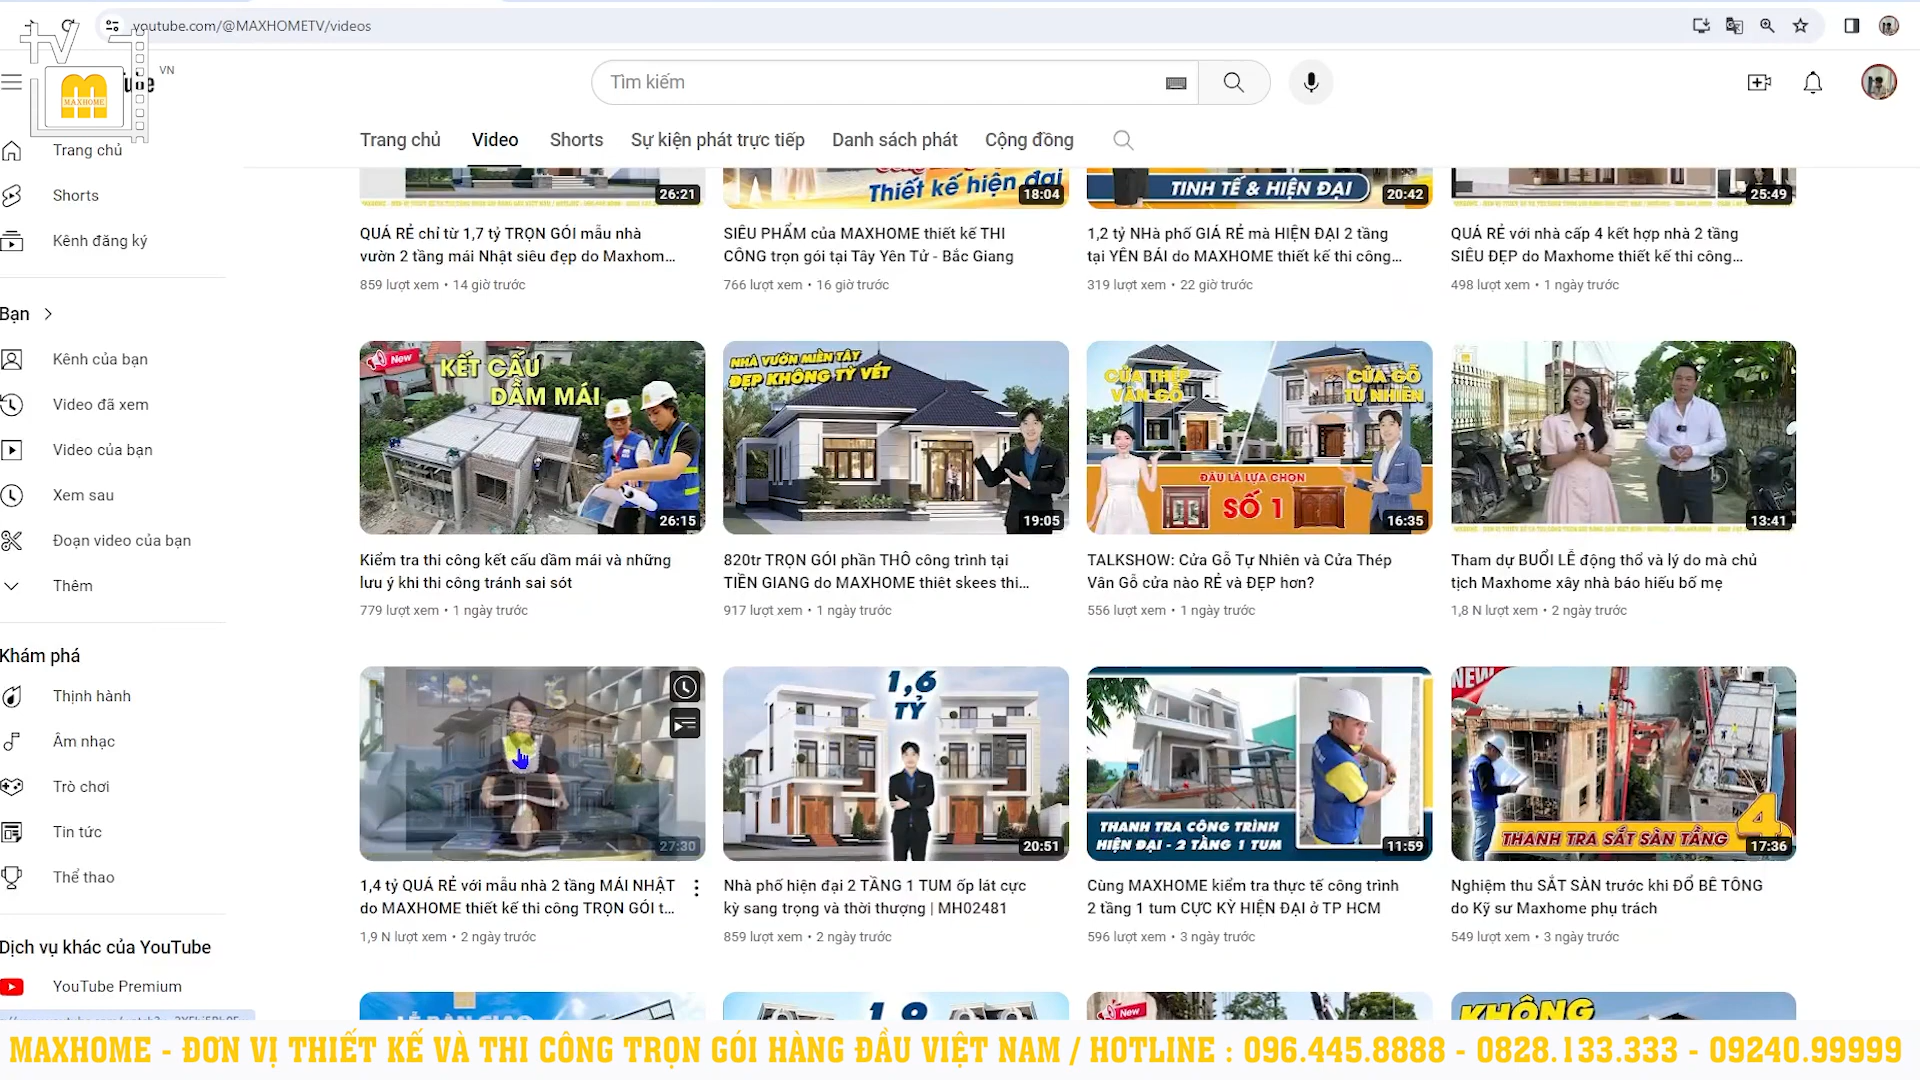 youtube.com/@MAXHOMETV/videos
TV
MAXHOME
VN
Tìm kiếm
Trang chủ
Video
Shorts
Sự kiện phát trực tiếp
Danh sách phát
Cộng đồng
Trang chủ
Shorts
Kênh đăng ký
Bạn
Kênh của bạn
Video đã xem
Video của bạn
Xem sau
Đoạn video của bạn
Thêm
Khám phá
Thịnh hành
Âm nhạc
Trò chơi
Tin tức
Thể thao
Dịch vụ khác của YouTube
YouTube Premium
26:21
Thiết kế hiện đại
18:04
TINH TẾ & HIỆN ĐẠI
20:42
25:49
QUÁ RẺ chỉ từ 1,7 tỷ TRỌN GÓI mẫu nhà
vườn 2 tầng mái Nhật siêu đẹp do Maxhom...
859 lượt xem • 14 giờ trước
SIÊU PHẨM của MAXHOME thiết kế THI
CÔNG trọn gói tại Tây Yên Tử - Bắc Giang
766 lượt xem • 16 giờ trước
1,2 tỷ NHà phố GIÁ RẺ mà HIỆN ĐẠI 2 tầng
tại YÊN BÁI do MAXHOME thiết kế thi công...
319 lượt xem • 22 giờ trước
QUÁ RẺ với nhà cấp 4 kết hợp nhà 2 tầng
SIÊU ĐẸP do Maxhome thiết kế thi công...
498 lượt xem • 1 ngày trước
New
KẾT CẤU
DẦM MÁI
26:15
NHÀ VƯỜN MIỀN TÂY
ĐẸP KHÔNG TỲ VẾT
19:05
CỬA THÉP
VÂN GỖ
CỬA GỖ
TỰ NHIÊN
ĐÂU LÀ LỰA CHỌN
SỐ 1
16:35
13:41
Kiểm tra thi công kết cấu dầm mái và những
lưu ý khi thi công tránh sai sót
779 lượt xem • 1 ngày trước
820tr TRỌN GÓI phần THÔ công trình tại
TIỀN GIANG do MAXHOME thiêt skees thi...
917 lượt xem • 1 ngày trước
TALKSHOW: Cửa Gỗ Tự Nhiên và Cửa Thép
Vân Gỗ cửa nào RẺ và ĐẸP hơn?
556 lượt xem • 1 ngày trước
Tham dự BUỔI LỄ động thổ và lý do mà chủ
tịch Maxhome xây nhà báo hiếu bố mẹ
1,8 N lượt xem • 2 ngày trước
27:30
1,6
TỶ
20:51
THANH TRA CÔNG TRÌNH
HIỆN ĐẠI - 2 TẦNG 1 TUM
11:59
NEW
THANH TRA SẮT SÀN TẦNG 4
17:36
1,4 tỷ QUÁ RẺ với mẫu nhà 2 tầng MÁI NHẬT
do MAXHOME thiết kế thi công TRỌN GÓI t...
1,9 N lượt xem • 2 ngày trước
Nhà phố hiện đại 2 TẦNG 1 TUM ốp lát cực
kỳ sang trọng và thời thượng | MH02481
859 lượt xem • 2 ngày trước
Cùng MAXHOME kiểm tra thực tế công trình
2 tầng 1 tum CỰC KỲ HIỆN ĐẠI ở TP HCM
596 lượt xem • 3 ngày trước
Nghiệm thu SẮT SÀN trước khi ĐỔ BÊ TÔNG
do Kỹ sư Maxhome phụ trách
549 lượt xem • 3 ngày trước
LỄ BÀN GIAO
New
KHÔNG
MAXHOME - ĐƠN VỊ THIẾT KẾ VÀ THI CÔNG TRỌN GÓI HÀNG ĐẦU VIỆT NAM / HOTLINE : 096.445.8888 - 0828.133.333 - 09240.99999